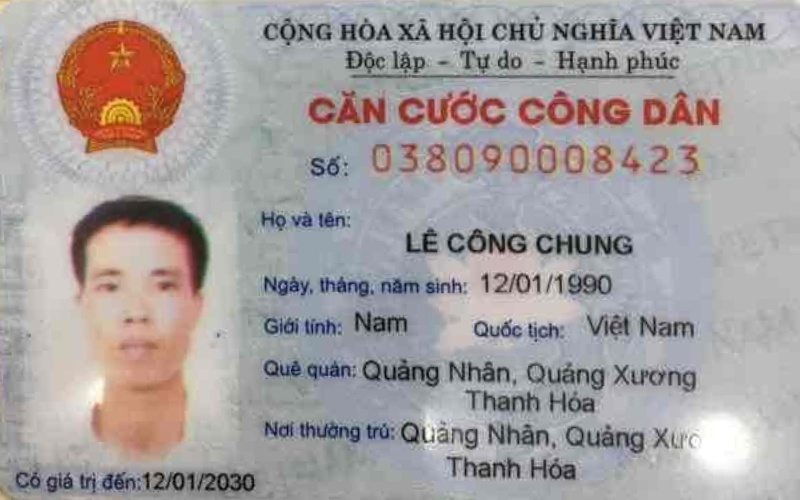 CỘNG HÒA XÃ HỘI CHỦ NGHĨA VIỆT NAM
Độc lập - Tự do - Hạnh phúc
CĂN CƯỚC CÔNG DÂN
Số: 038090008423
Họ và tên:
LÊ CÔNG CHUNG
Ngày, tháng, năm sinh: 12/01/1990
Giới tính: Nam Quốc tịch: Việt Nam
Quê quán: Quảng Nhân, Quảng Xương
Thanh Hóa
Nơi thường trú: Quảng Nhân, Quảng
Thanh Hóa
Có giá trị đến: 12/01/2030